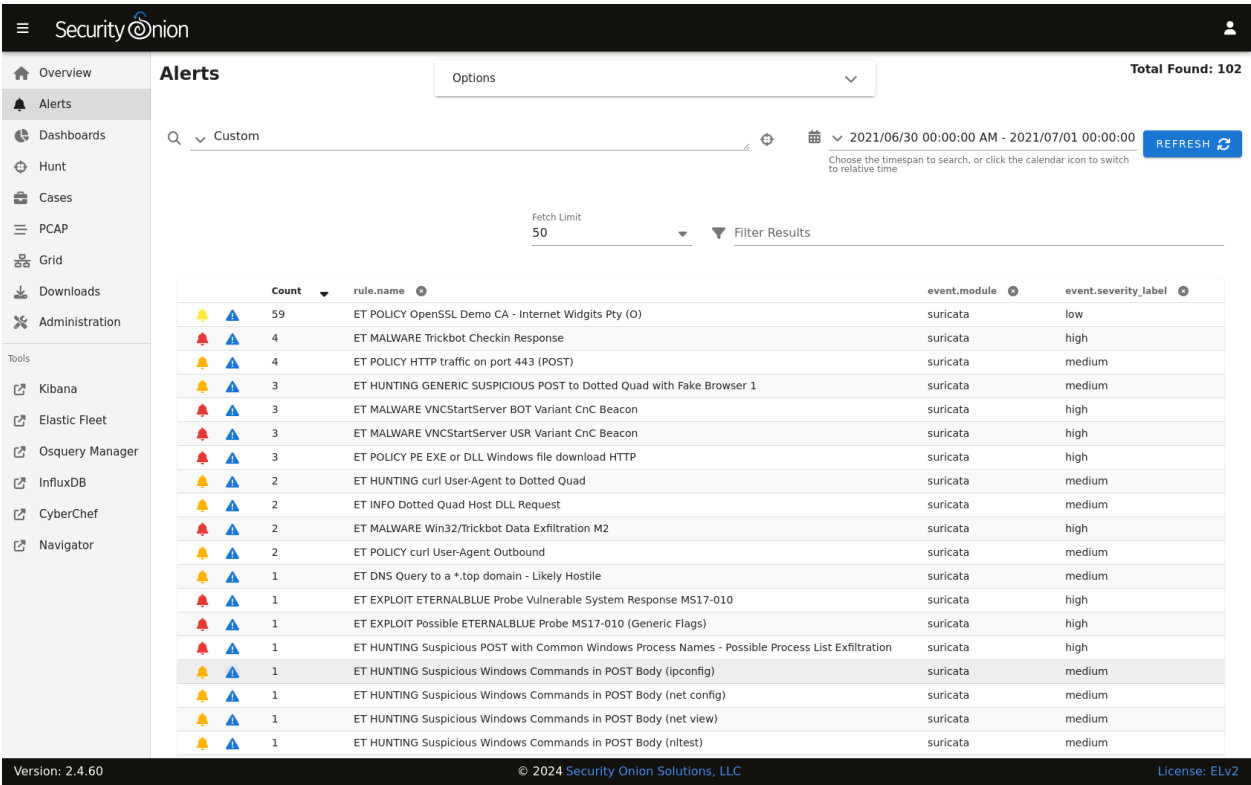 Security Onion
Overview
Alerts
Dashboards
Hunt
Cases
PCAP
Grid
Downloads
Administration
Tools
Kibana
Elastic Fleet
Osquery Manager
InfluxDB
CyberChef
Navigator
Alerts
Options
Total Found: 102
Custom
2021/06/30 00:00:00 AM - 2021/07/01 00:00:00
REFRESH
Choose the timespan to search, or click the calendar icon to switch
to relative time
Fetch Limit
50
Filter Results
Count rule.name event.module event.severity_label
59 ET POLICY OpenSSL Demo CA - Internet Widgits Pty (O) suricata low
4 ET MALWARE Trickbot Checkin Response suricata high
4 ET POLICY HTTP traffic on port 443 (POST) suricata medium
3 ET HUNTING GENERIC SUSPICIOUS POST to Dotted Quad with Fake Browser 1 suricata medium
3 ET MALWARE VNCStartServer BOT Variant CnC Beacon suricata high
3 ET MALWARE VNCStartServer USR Variant CnC Beacon suricata high
3 ET POLICY PE EXE or DLL Windows file download HTTP suricata high
2 ET HUNTING curl User-Agent to Dotted Quad suricata medium
2 ET INFO Dotted Quad Host DLL Request suricata medium
2 ET MALWARE Win32/Trickbot Data Exfiltration M2 suricata high
2 ET POLICY curl User-Agent Outbound suricata medium
1 ET DNS Query to a *.top domain - Likely Hostile suricata medium
1 ET EXPLOIT ETERNALBLUE Probe Vulnerable System Response MS17-010 suricata high
1 ET EXPLOIT Possible ETERNALBLUE Probe MS17-010 (Generic Flags) suricata high
1 ET HUNTING Suspicious POST with Common Windows Process Names - Possible Process List Exfiltration suricata high
1 ET HUNTING Suspicious Windows Commands in POST Body (ipconfig) suricata medium
1 ET HUNTING Suspicious Windows Commands in POST Body (net config) suricata medium
1 ET HUNTING Suspicious Windows Commands in POST Body (net view) suricata medium
1 ET HUNTING Suspicious Windows Commands in POST Body (nltest) suricata medium
Version: 2.4.60 © 2024 Security Onion Solutions, LLC License: ELv2